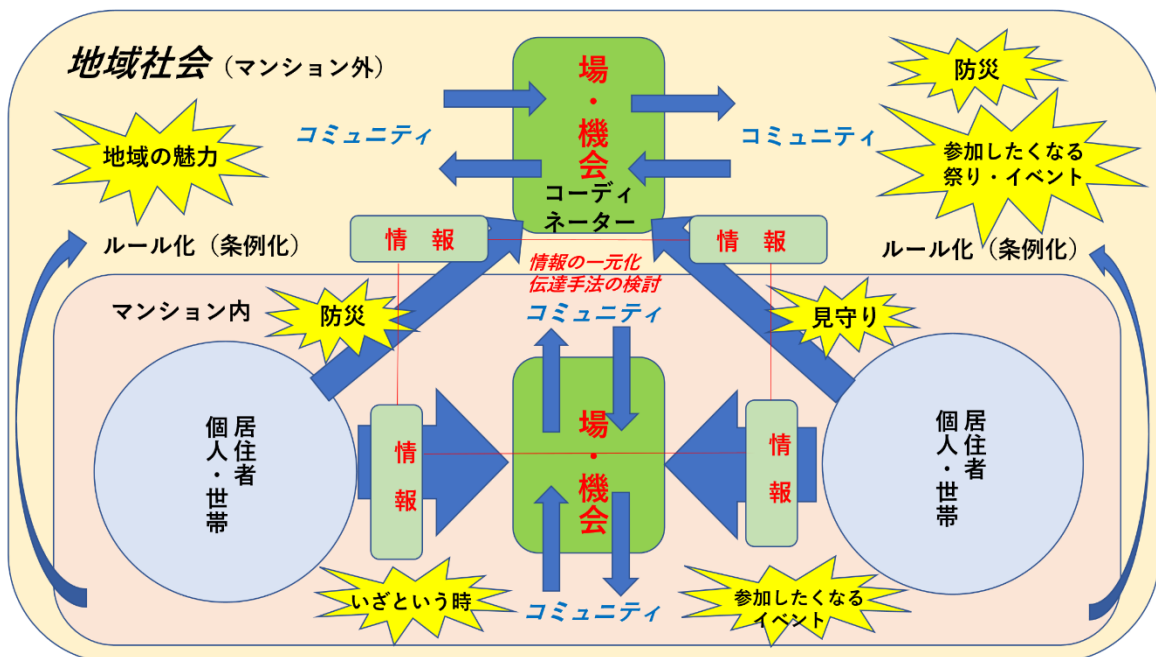 地域社会（マンション外）
防災
場・機会
コーディ
ネーター
コミュニティ
コミュニティ
地域の魅力
参加したくなる
祭り・イベント
情　報
情　報
ルール化（条例化）
ルール化（条例化）
情報の一元化
伝達手法の検討
マンション内
防災
コミュニティ
見守り
居住者
個人・世帯
情報
場・機会
情報
居住者
個人・世帯
いざという時
コミュニティ
参加したくなる
イベント